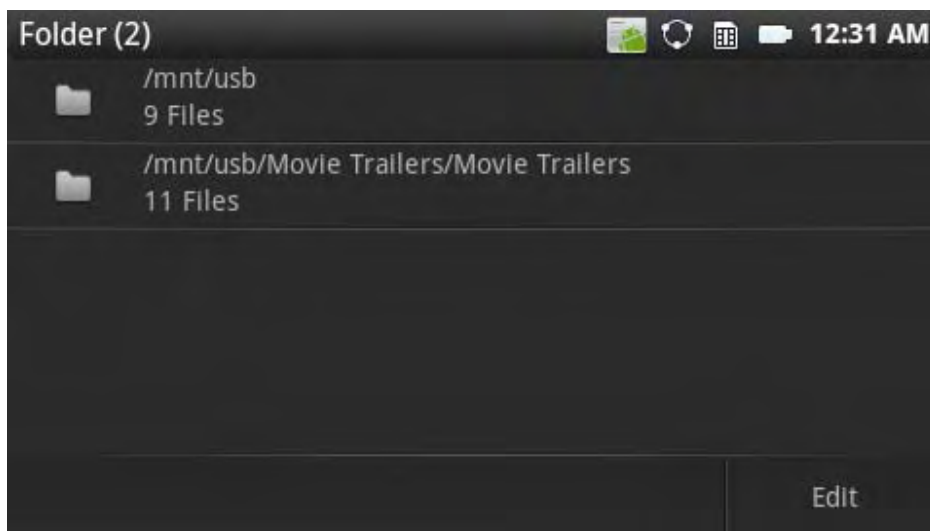 Folder (2)
12:31 AM
/mnt/usb
9 Files
/mnt/usb/Movie Trailers/Movie Trailers
11 Files
Edit